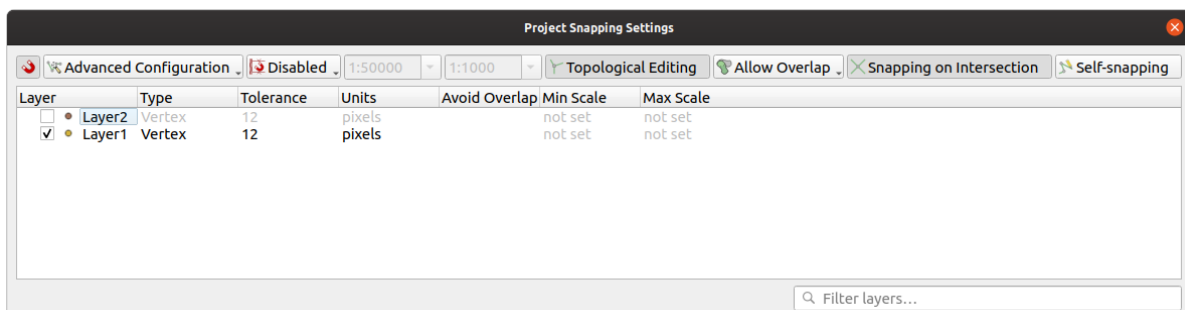 Project Snapping Settings
Advanced Configuration Disabled 1:50000 1:1000 Topological Editing Allow Overlap Snapping on Intersection Self-snapping
Layer Type Tolerance Units Avoid Overlap Min Scale Max Scale
Layer2 Vertex 12 pixels not set not set
Layer1 Vertex 12 pixels not set not set
Filter layers...